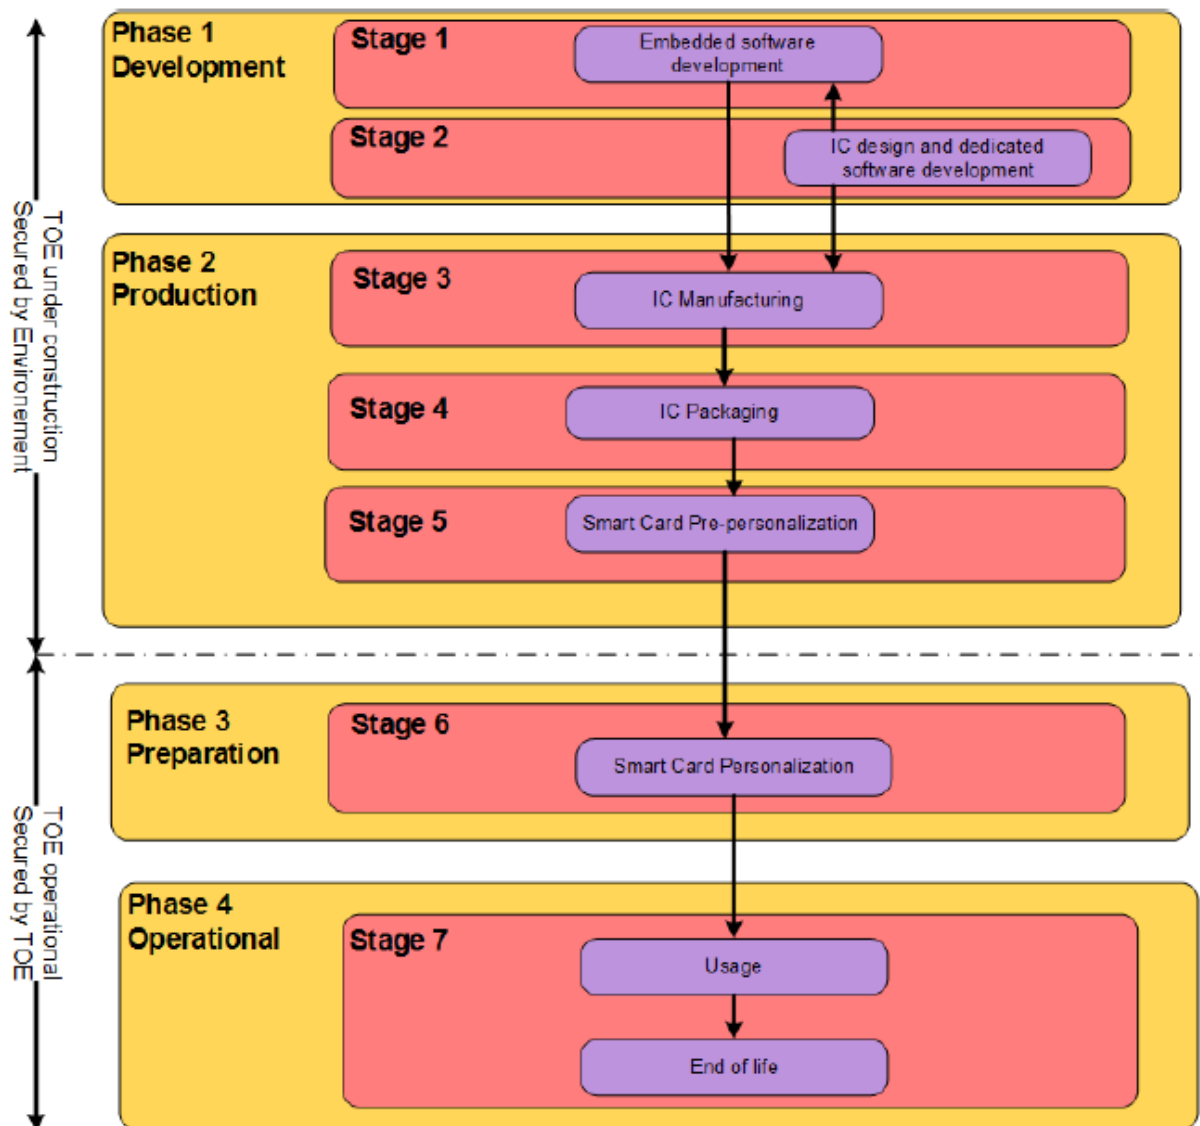 Phase 1
Development
Stage 1
Embedded software
development
Stage 2
IC design and dedicated
software development
TOE under construction
Secured by Environement
Phase 2
Production
Stage 3
IC Manufacturing
Stage 4
IC Packaging
Stage 5
Smart Card Pre-personalization
Phase 3
Preparation
Stage 6
Smart Card Personalization
TOE operational
Secured by TOE
Phase 4
Operational
Stage 7
Usage
End of life